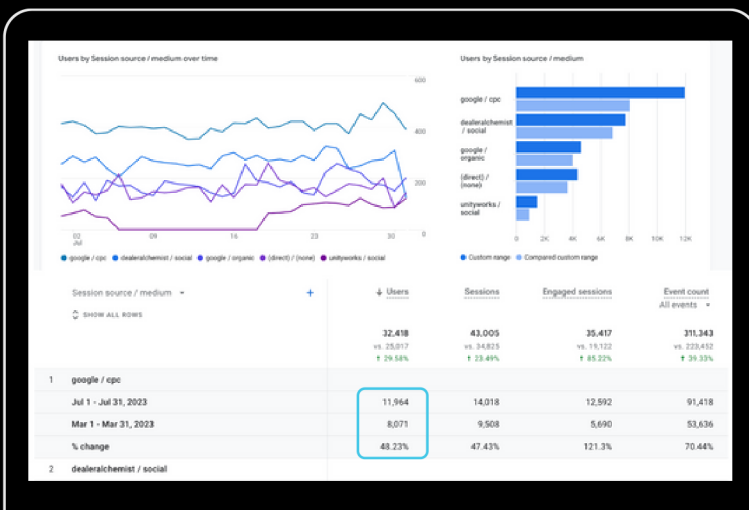 Users by Session source / medium over time
Users by Session source / medium
600
400
200
0
02
Jul
09
16
23
30
google / cpc
dealeralchemist / social
google / organic
(direct) / (none)
unityworks / social
google / cpc
dealeralchemist
/ social
google /
organic
(direct) /
(none)
unityworks /
social
0 2K 4K 6K 8K 10K 12K
Custom range Compared custom range
Session source / medium + ↓ Users Sessions Engaged sessions Event count
All events
SHOW ALL ROWS
32,418 43,005 35,417 311,343
vs. 25,017 vs. 34,825 vs. 19,122 vs. 223,452
↑ 29.58% ↑ 23.49% ↑ 85.22% ↑ 39.33%
1 google / cpc
Jul 1 - Jul 31, 2023 11,964 14,018 12,592 91,418
Mar 1 - Mar 31, 2023 8,071 9,508 5,690 53,636
% change 48.23% 47.43% 121.3% 70.44%
2 dealeralchemist / social